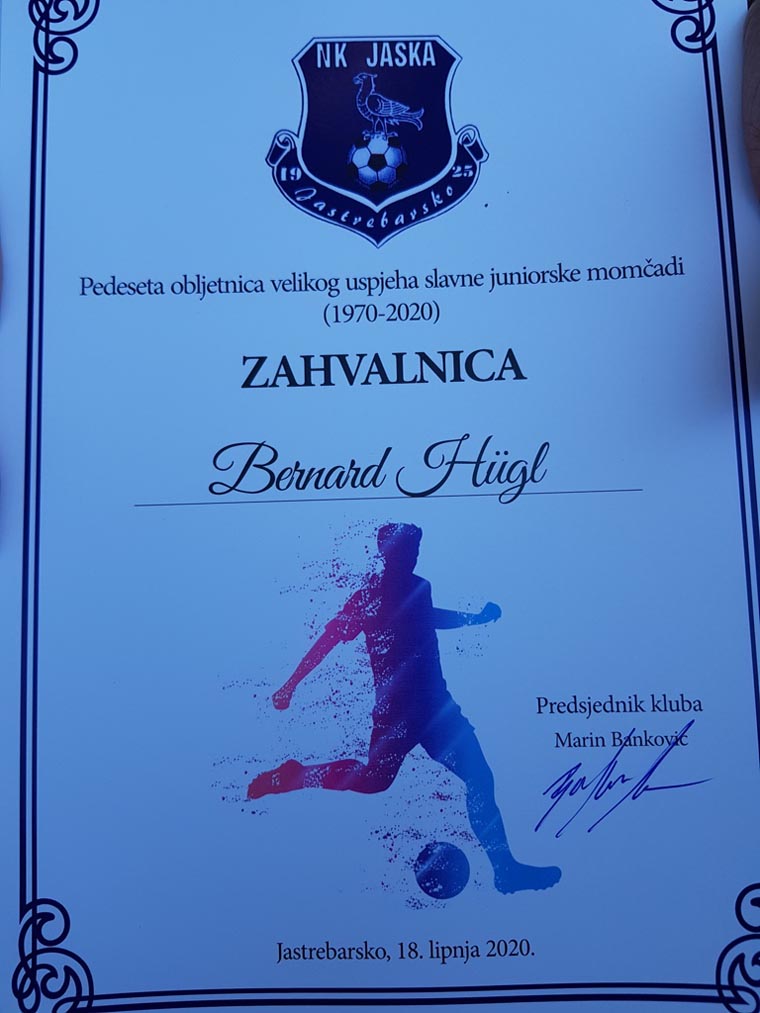 NK JASKA
19 25
Jastrebarsko
Pedeseta obljetnica velikog uspjeha slavne juniorske momčadi
(1970-2020)
ZAHVALNICA
Bernard Hügl
Predsjednik kluba
Marin Banković
Jastrebarsko, 18. lipnja 2020.